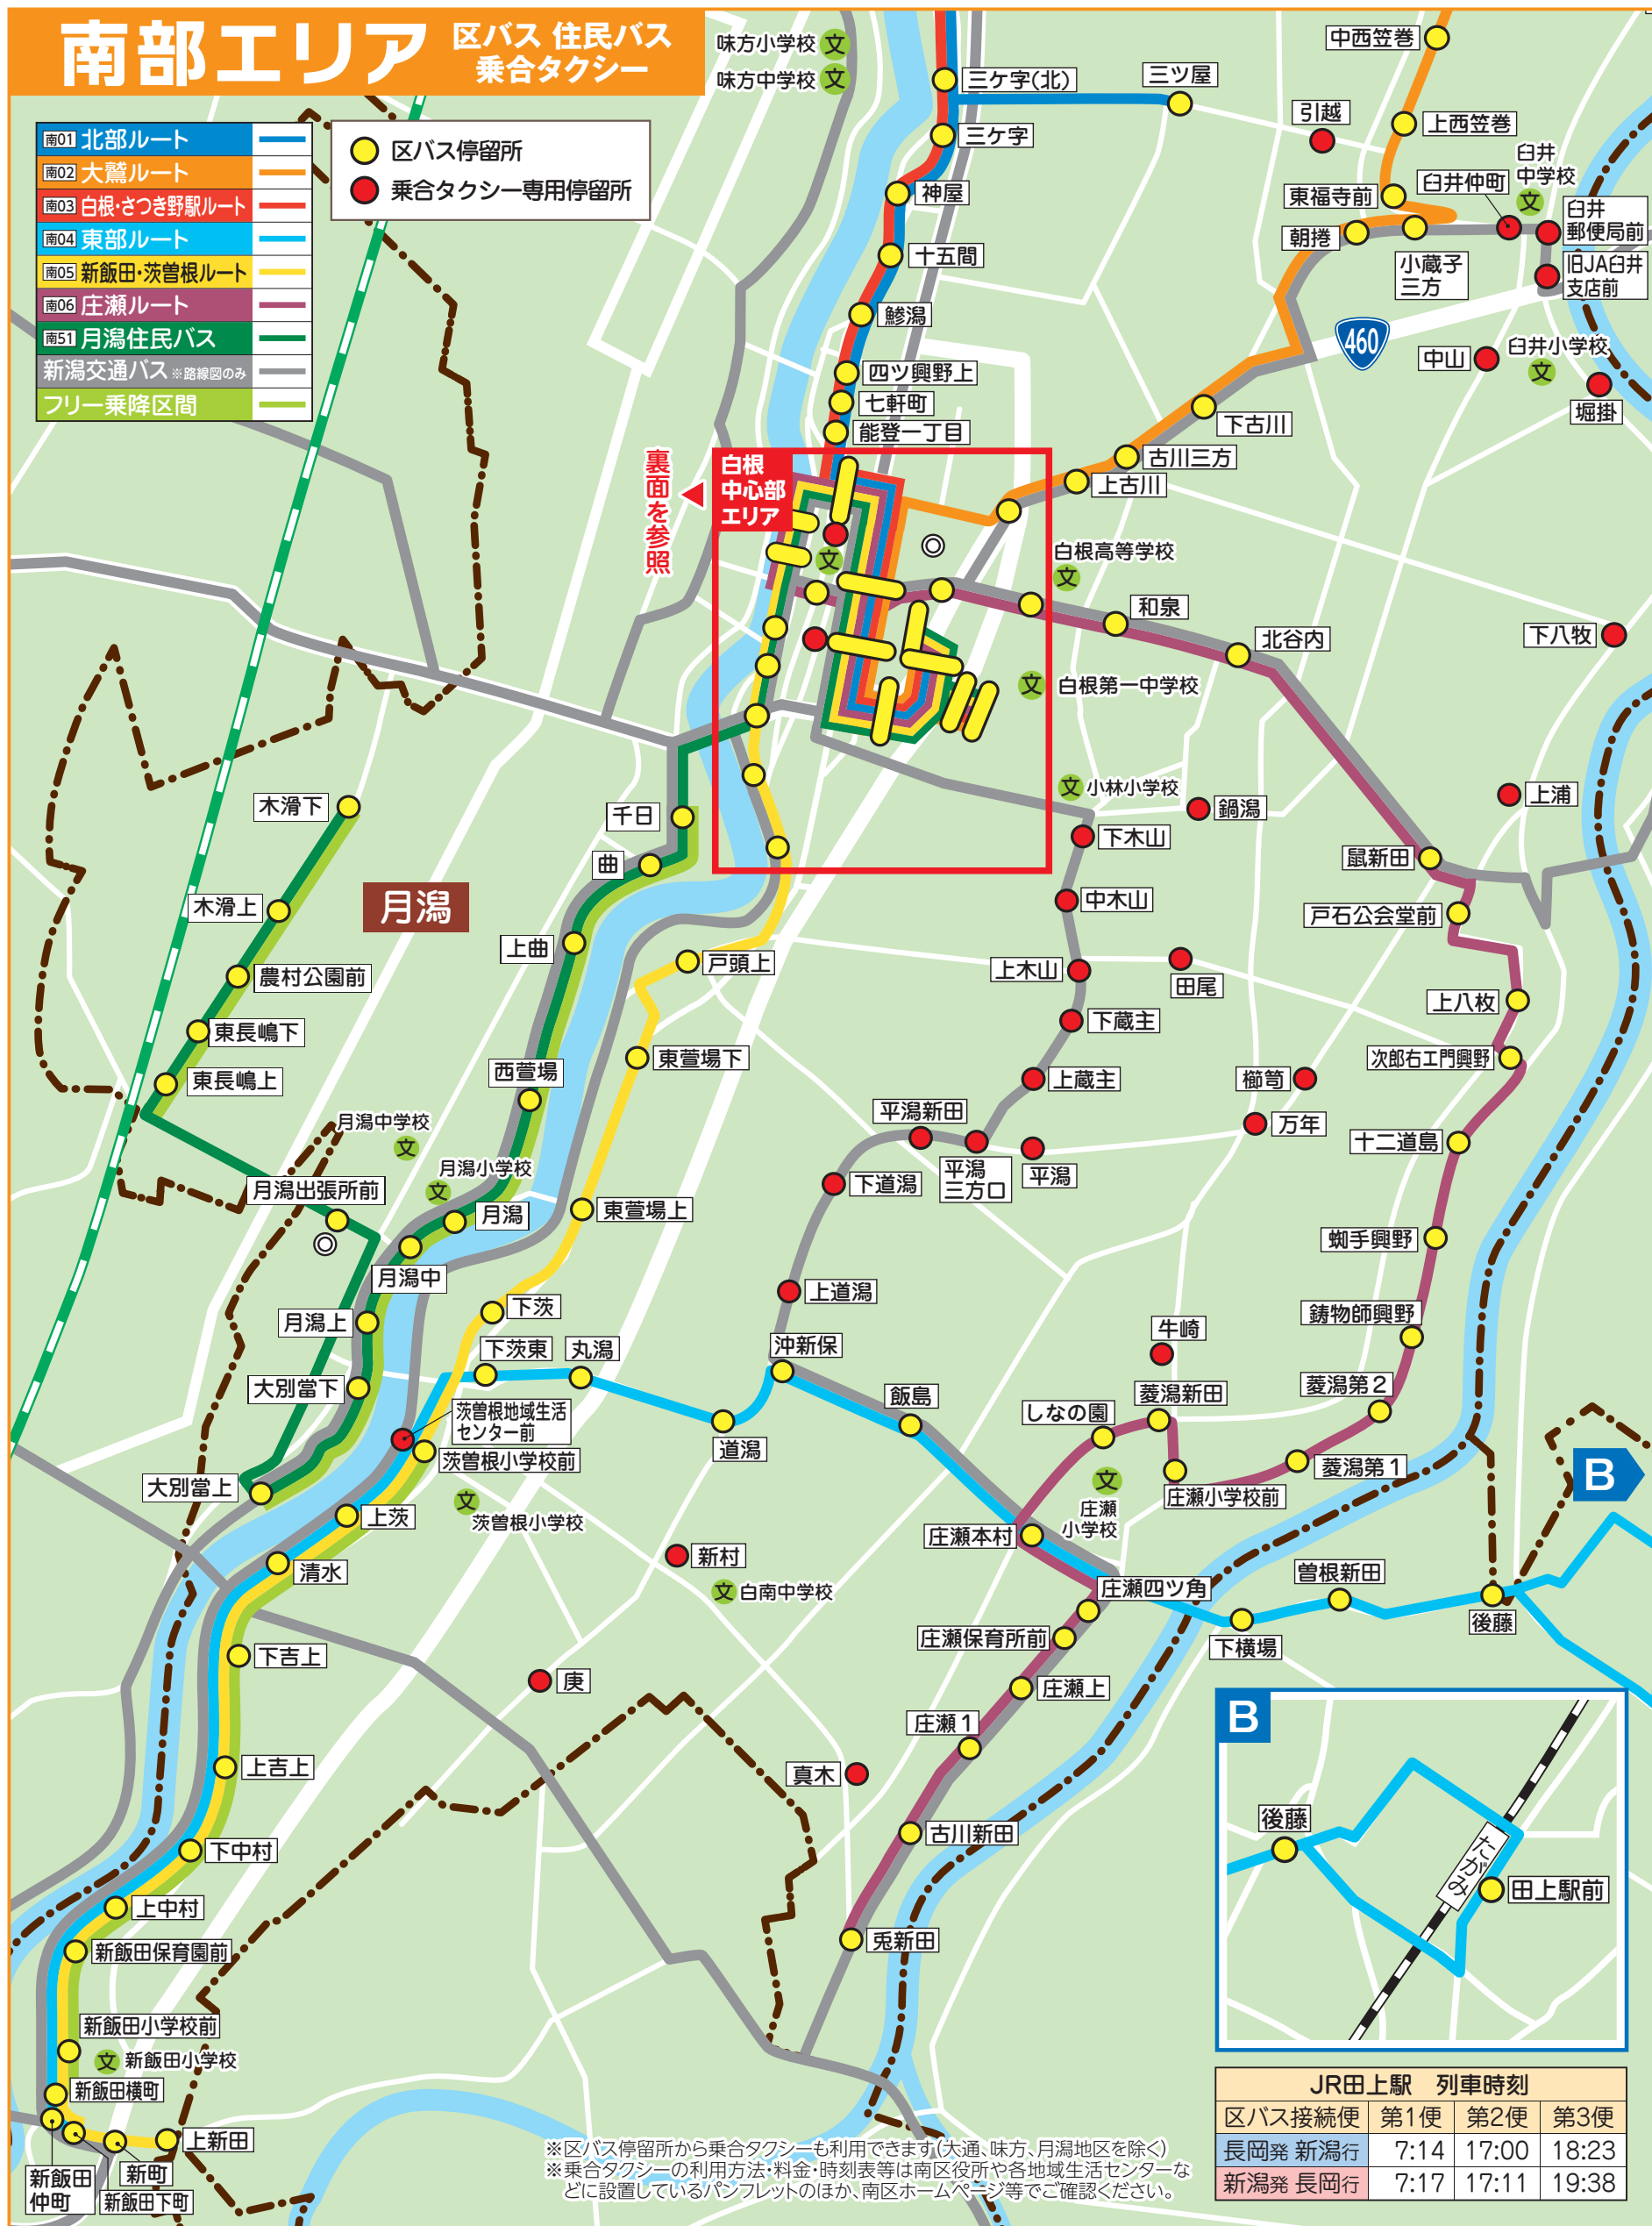 南部エリア
区バス 住民バス
乗合タクシー
南01 北部ルート
南02 大鷲ルート
南03 白根・さつき野駅ルート
南04 東部ルート
南05 新飯田・茨曽根ルート
南06 庄瀬ルート
南51 月潟住民バス
新潟交通バス ※路線図のみ
フリー乗降区間
区バス停留所
乗合タクシー専用停留所
味方小学校 文
味方中学校 文
三ケ字(北)
三ツ屋
中西笠巻
引越
上西笠巻
三ケ字
臼井
中学校
文
臼井仲町
東福寺前
神屋
臼井
郵便局前
朝捲
小蔵子
三方
旧JA臼井
支店前
十五間
鯵潟
460
中山
臼井小学校
文
堀掛
四ツ興野上
七軒町
能登一丁目
下古川
古川三方
上古川
裏面を参照
白根
中心部
エリア
文
白根高等学校
文
和泉
北谷内
下八牧
文 白根第一中学校
文 小林小学校
鍋潟
上浦
下木山
鼠新田
木滑下
千日
曲
月潟
木滑上
中木山
戸石公会堂前
上曲
戸頭上
上木山
田尾
農村公園前
上八枚
東長嶋下
下蔵主
東萱場下
次郎右エ門興野
西萱場
東長嶋上
上蔵主
櫛笥
月潟中学校
文
平潟新田
万年
十二道島
平潟
三方口
平潟
月潟小学校
文
月潟出張所前
下道潟
月潟
東萱場上
蜘手興野
月潟中
上道潟
下茨
鋳物師興野
月潟上
牛崎
下茨東
丸潟
沖新保
大別當下
飯島
菱潟第2
しなの園
菱潟新田
茨曽根地域生活
センター前
道潟
茨曽根小学校前
菱潟第1
大別當上
文
庄瀬
小学校
庄瀬小学校前
B
上茨
文
茨曽根小学校
庄瀬本村
新村
清水
文 白南中学校
庄瀬四ツ角
曽根新田
後藤
庄瀬保育所前
下横場
下吉上
庚
庄瀬上
庄瀬1
上吉上
真木
古川新田
下中村
上中村
新飯田保育園前
兎新田
新飯田小学校前
文 新飯田小学校
新飯田横町
上新田
新飯田
仲町
新町
新飯田下町
B
後藤
たがみ
田上駅前
JR田上駅 列車時刻
区バス接続便 第1便 第2便 第3便
長岡発 新潟行 7:14 17:00 18:23
新潟発 長岡行 7:17 17:11 19:38
※区バス停留所から乗合タクシーも利用できます(大通、味方、月潟地区を除く)
※乗合タクシーの利用方法・料金・時刻表等は南区役所や各地域生活センターな
どに設置しているパンフレットのほか、南区ホームページ等でご確認ください。